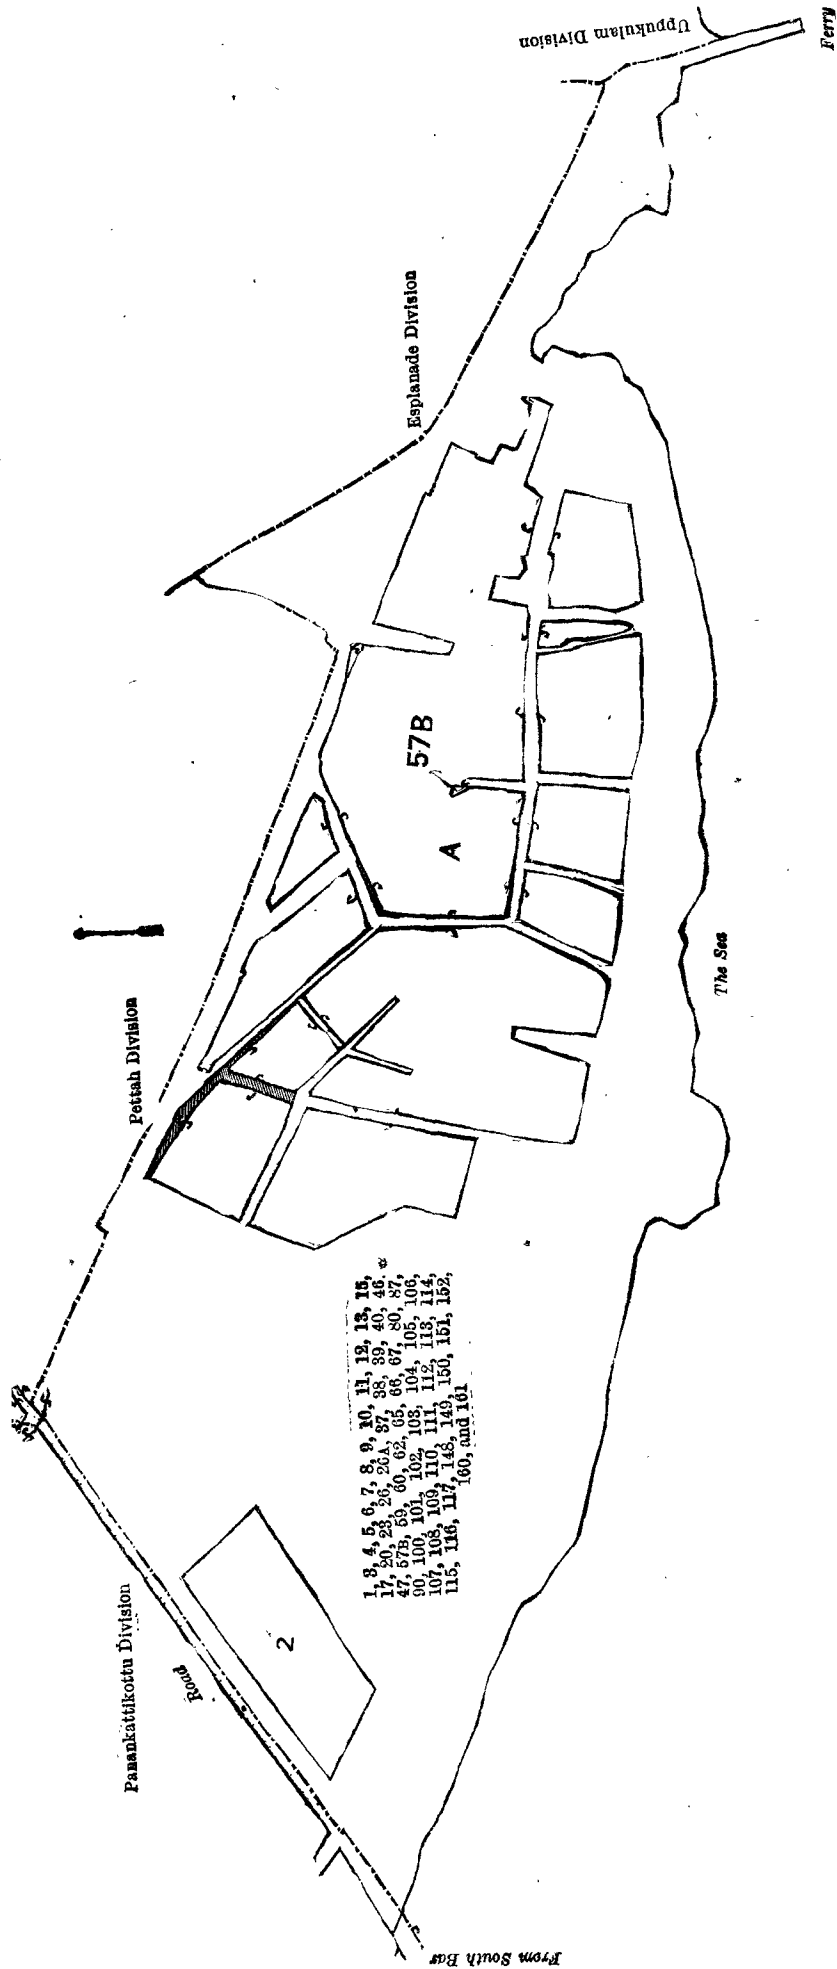 Uppukulam Division
Ferry
Esplanade Division
57B
A
The Sea
Pettah Division
1, 3, 4, 5, 6, 7, 8, 9, 10, 11, 12, 13, 15,
17, 20, 23, 26, 26A, 37, 38, 39, 40, 46,
47, 57B, 59, 60, 62, 65, 66, 67, 80, 87,
90, 100, 101, 102, 103, 104, 105, 106,
107, 108, 109, 110, 111, 112, 113, 114,
115, 116, 117, 148, 149, 150, 151, 152,
160, and 161
Panankattikottu Division
Road
2
From South Bar